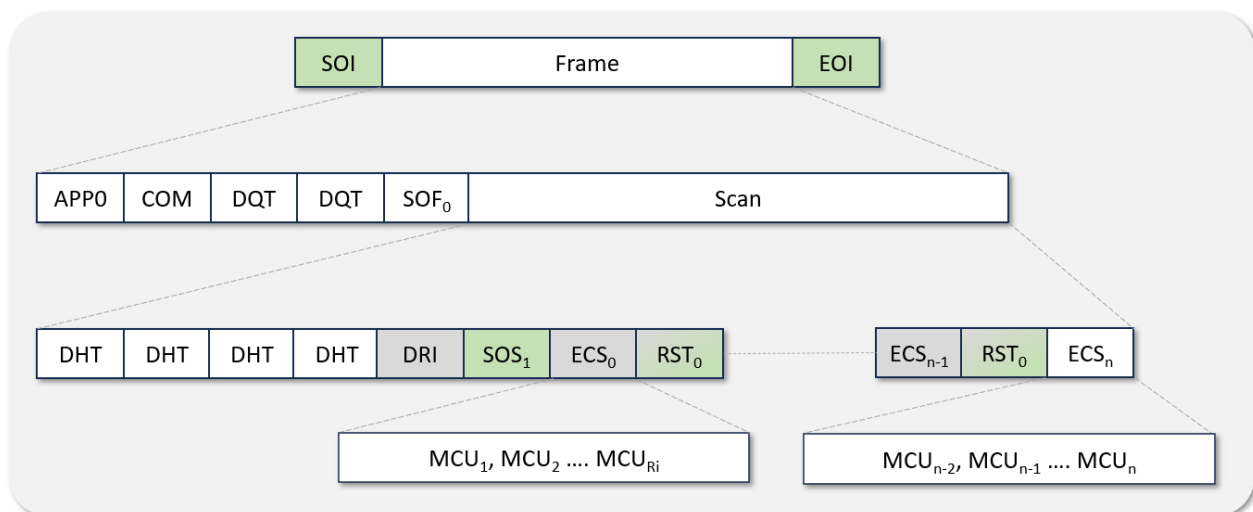 SOI Frame EOI
APP0 COM DQT DQT SOF₀ Scan
DHT DHT DHT DHT DRI SOS₁ ECS₀ RST₀ ECSₙ₋₁ RST₀ ECSₙ
MCU₁, MCU₂ .... MCU_Ri MCUₙ₋₂, MCUₙ₋₁ .... MCUₙ